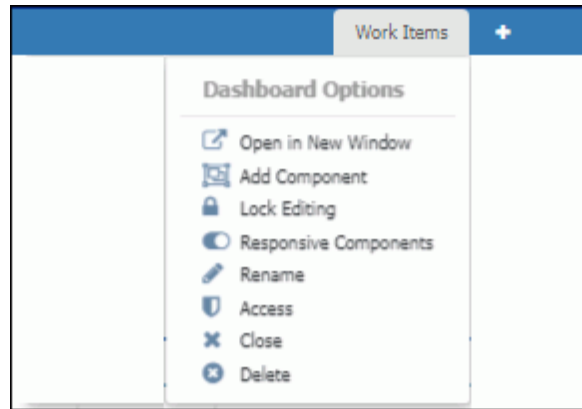 Work Items
Dashboard Options
Open in New Window
Add Component
Lock Editing
Responsive Components
Rename
Access
Close
Delete